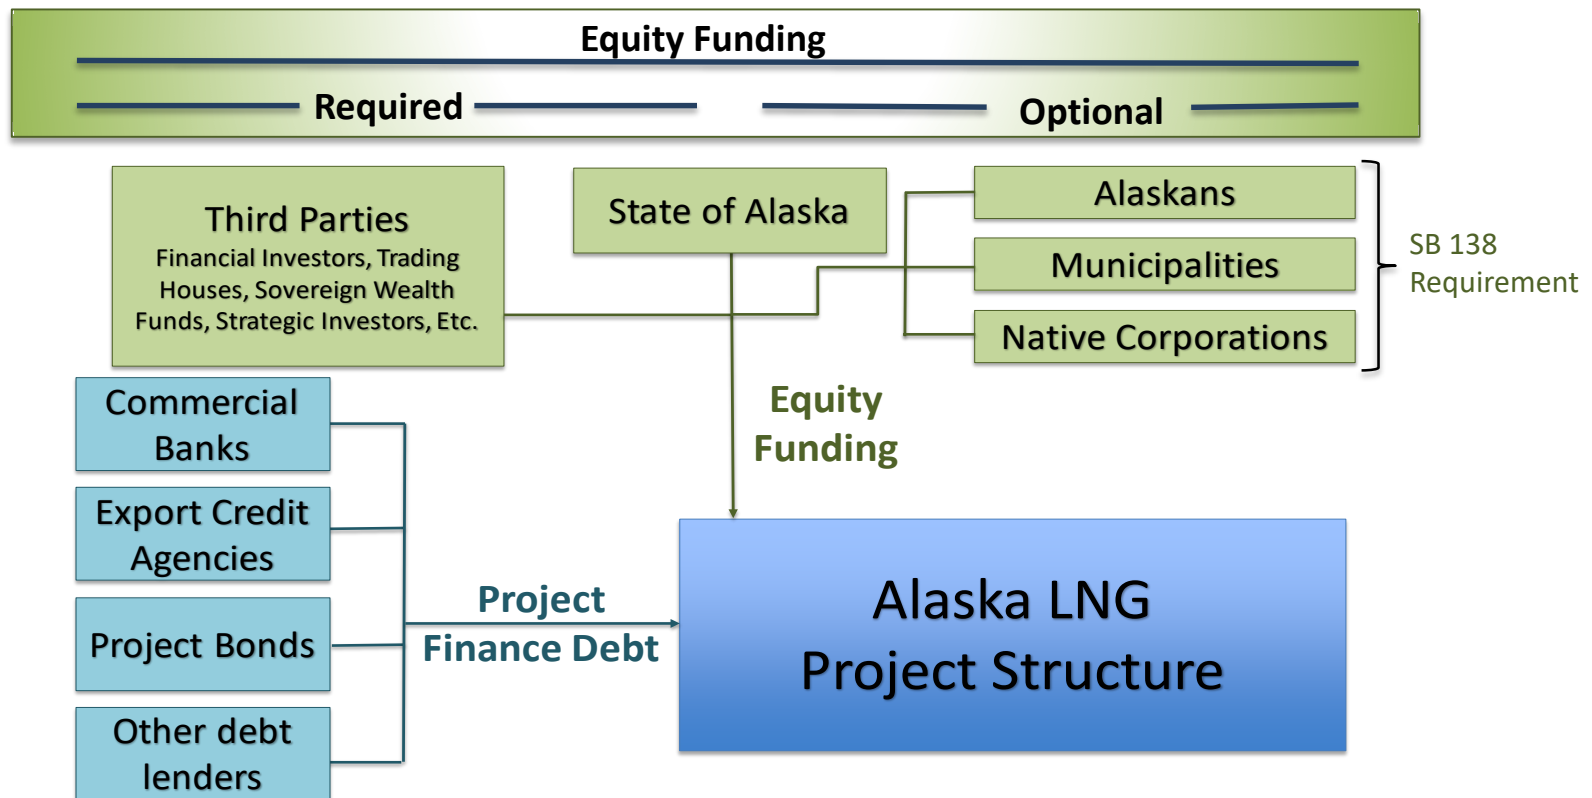 Equity Funding
Required
Optional
Third Parties
Financial Investors, Trading
Houses, Sovereign Wealth
Funds, Strategic Investors, Etc.
State of Alaska
Alaskans
Municipalities
Native Corporations
SB 138
Requirement
Commercial
Banks
Export Credit
Agencies
Project Bonds
Other debt
lenders
Equity
Funding
Project
Finance Debt
Alaska LNG
Project Structure